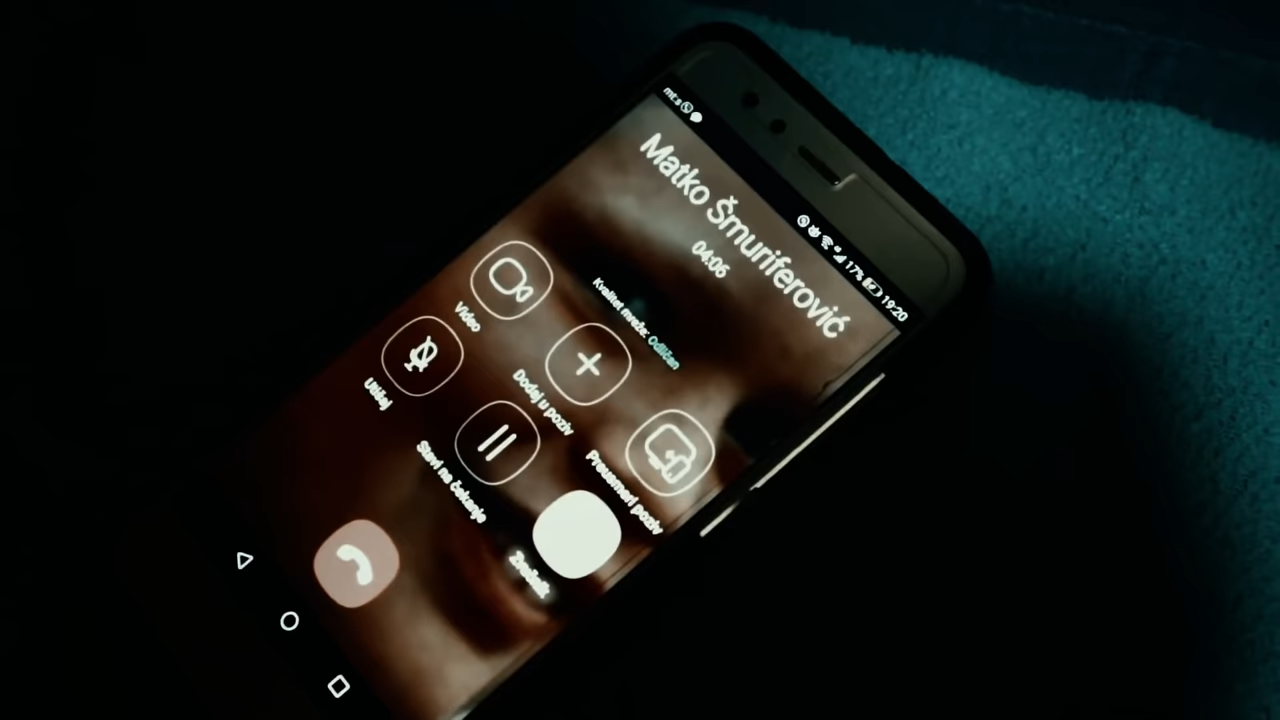 mt:s 17% 19:20
Matko Šmuriferović
04:06
Kvalitet mreže: Odličan
Video
Dodaj u poziv
Preusmeri poziv
Utišaj
Stavi na čekanje
Zvučnik